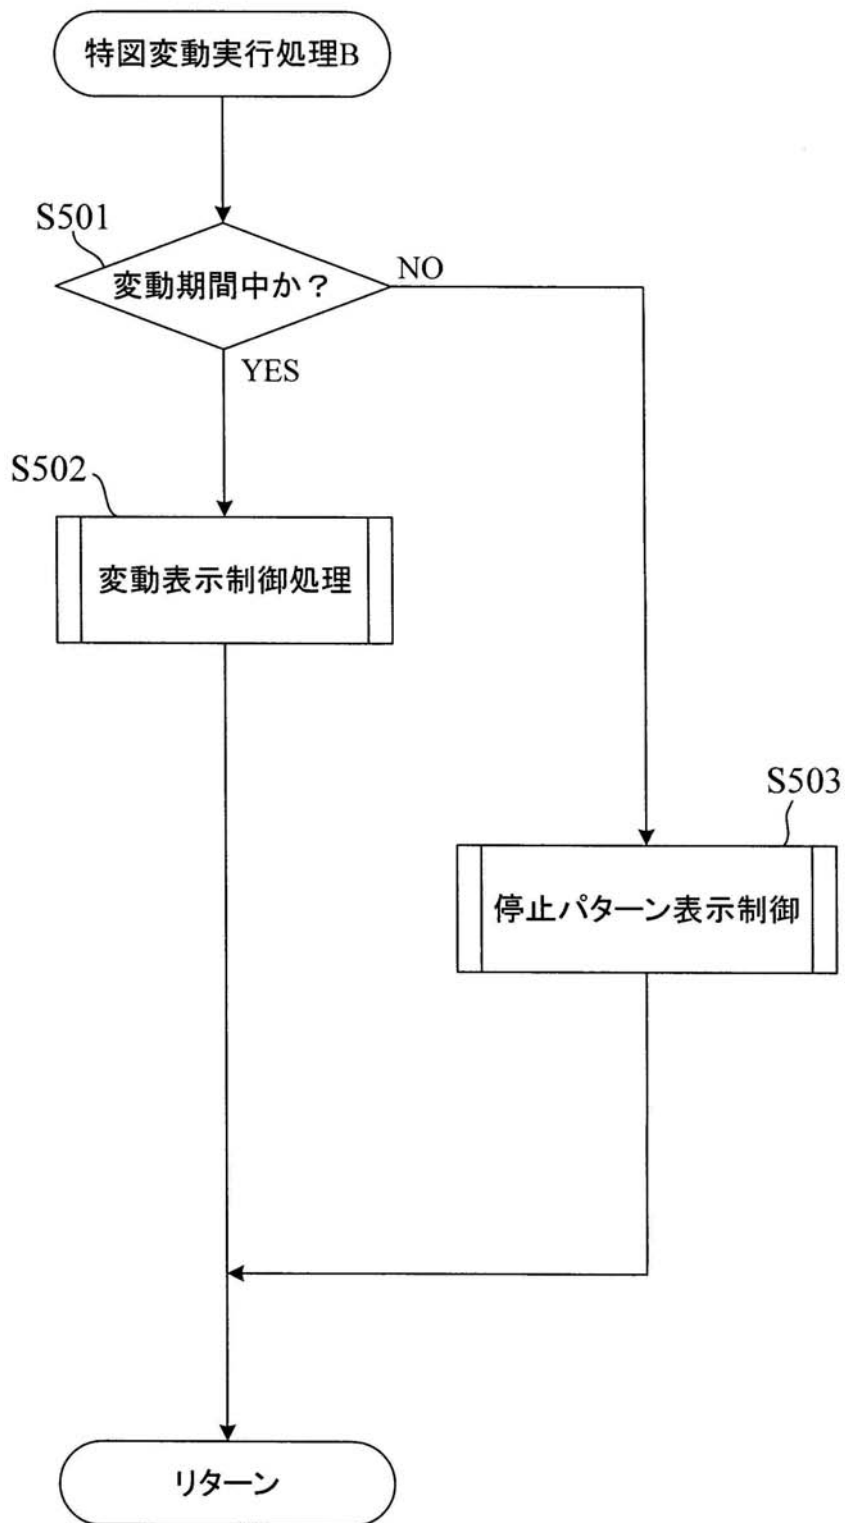 特図変動実行処理B
S501
変動期間中か？
NO
YES
S502
変動表示制御処理
S503
停止パターン表示制御
リターン